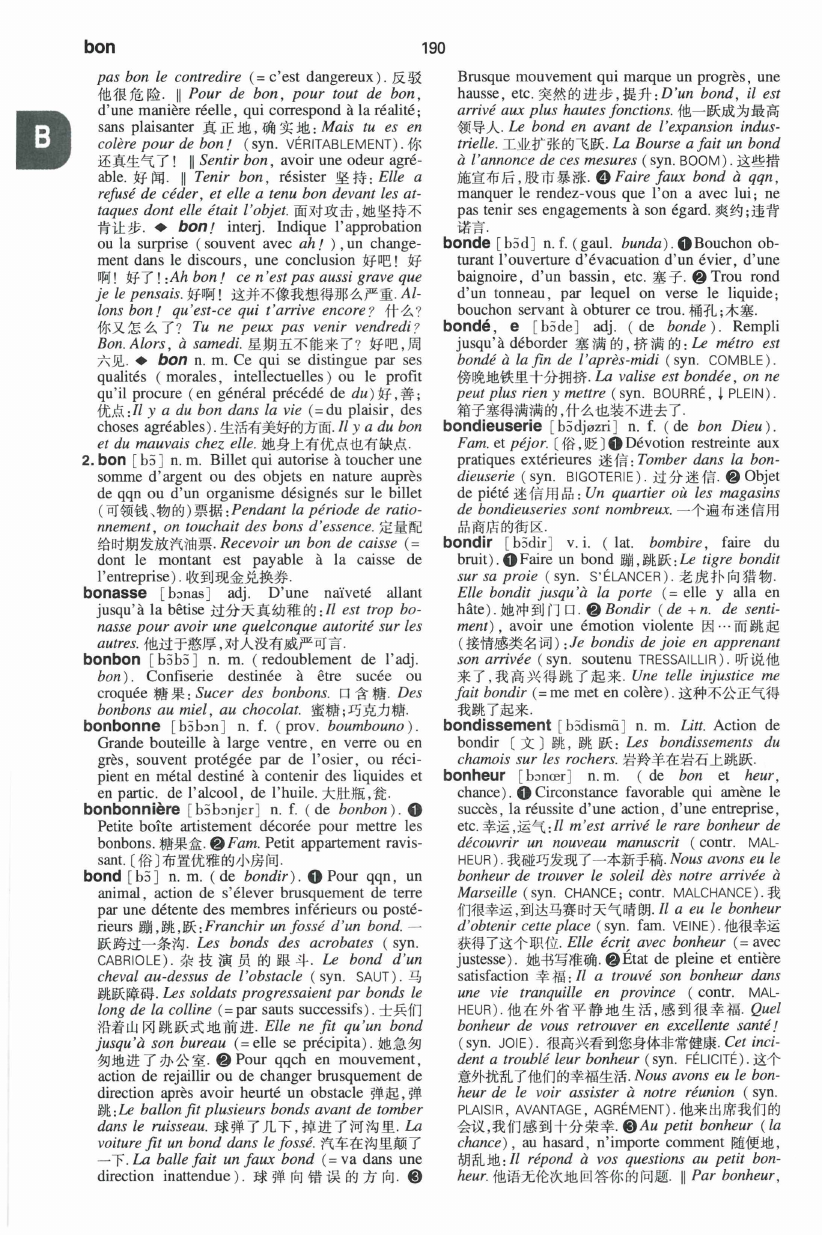 bon
190
B
pas bon le contredire (= c'est dangereux). 反驳
他很危险. ‖ Pour de bon, pour tout de bon,
d'une manière réelle, qui correspond à la réalité;
sans plaisanter 真正地,确实地: Mais tu es en
colère pour de bon! (syn. VÉRITABLEMENT). 你
还真生气了! ‖ Sentir bon, avoir une odeur agré-
able. 好闻. ‖ Tenir bon, résister 坚持: Elle a
refusé de céder, et elle a tenu bon devant les at-
taques dont elle était l'objet. 面对攻击,她坚持不
肯让步. ◆ bon! interj. Indique l'approbation
ou la surprise (souvent avec ah!), un change-
ment dans le discours, une conclusion 好吧! 好
啊! 好了!:Ah bon! ce n'est pas aussi grave que
je le pensais. 好啊! 这并不像我想得那么严重. Al-
lons bon! qu'est-ce qui t'arrive encore? 什么?
你又怎么了? Tu ne peux pas venir vendredi?
Bon. Alors, à samedi. 星期五不能来了? 好吧,周
六见. ◆ bon n. m. Ce qui se distingue par ses
qualités (morales, intellectuelles) ou le profit
qu'il procure (en général précédé de du) 好,善;
优点:Il y a du bon dans la vie (= du plaisir, des
choses agréables). 生活有美好的方面. Il y a du bon
et du mauvais chez elle. 她身上有优点也有缺点.
2. bon [bɔ̃] n. m. Billet qui autorise à toucher une
somme d'argent ou des objets en nature auprès
de qqn ou d'un organisme désignés sur le billet
(可领钱、物的)票据:Pendant la période de ratio-
nnement, on touchait des bons d'essence. 定量配
给时期发放汽油票. Recevoir un bon de caisse (=
dont le montant est payable à la caisse de
l'entreprise). 收到现金兑换券.
bonasse [bɔnas] adj. D'une naïveté allant
jusqu'à la bêtise 过分天真幼稚的:Il est trop bo-
nasse pour avoir une quelconque autorité sur les
autres. 他过于憨厚,对人没有威严可言.
bonbon [bɔ̃bɔ̃] n. m. (redoublement de l'adj.
bon). Confiserie destinée à être sucée ou
croquée 糖果: Sucer des bonbons. 口含糖. Des
bonbons au miel, au chocolat. 蜜糖;巧克力糖.
bonbonne [bɔ̃bɔn] n. f. (prov. boumbouno).
Grande bouteille à large ventre, en verre ou en
grès, souvent protégée par de l'osier, ou réci-
pient en métal destiné à contenir des liquides et
en partic. de l'alcool, de l'huile. 大肚瓶,瓮.
bonbonnière [bɔ̃bɔnjɛr] n. f. (de bonbon). ❶
Petite boîte artistement décorée pour mettre les
bonbons. 糖果盒. ❷ Fam. Petit appartement ravis-
sant. [俗]布置优雅的小房间.
bond [bɔ̃] n. m. (de bondir). ❶ Pour qqn, un
animal, action de s'élever brusquement de terre
par une détente des membres inférieurs ou posté-
rieurs 蹦,跳,跃:Franchir un fossé d'un bond. 一
跃跨过一条沟. Les bonds des acrobates (syn.
CABRIOLE). 杂技演员的跟斗. Le bond d'un
cheval au-dessus de l'obstacle (syn. SAUT). 马
跳跃障碍. Les soldats progressaient par bonds le
long de la colline (= par sauts successifs). 士兵们
沿着山冈跳跃式地前进. Elle ne fit qu'un bond
jusqu'à son bureau (= elle se précipita). 她急匆
匆地进了办公室. ❷ Pour qqch en mouvement,
action de rejaillir ou de changer brusquement de
direction après avoir heurté un obstacle 弹起,弹
跳:Le ballon fit plusieurs bonds avant de tomber
dans le ruisseau. 球弹了几下,掉进了河沟里. La
voiture fit un bond dans le fossé. 汽车在沟里颠了
一下. La balle fait un faux bond (= va dans une
direction inattendue). 球弹向错误的方向. ❸
Brusque mouvement qui marque un progrès, une
hausse, etc. 突然的进步,提升:D'un bond, il est
arrivé aux plus hautes fonctions. 他一跃成为最高
领导人. Le bond en avant de l'expansion indus-
trielle. 工业扩张的飞跃. La Bourse a fait un bond
à l'annonce de ces mesures (syn. BOOM). 这些措
施宣布后,股市暴涨. ❹ Faire faux bond à qqn,
manquer le rendez-vous que l'on a avec lui; ne
pas tenir ses engagements à son égard. 爽约;违背
诺言.
bonde [bɔ̃d] n. f. (gaul. bunda). ❶ Bouchon ob-
turant l'ouverture d'évacuation d'un évier, d'une
baignoire, d'un bassin, etc. 塞子. ❷ Trou rond
d'un tonneau, par lequel on verse le liquide;
bouchon servant à obturer ce trou. 桶孔;木塞.
bondé, e [bɔ̃de] adj. (de bonde). Rempli
jusqu'à déborder 塞满的,挤满的: Le métro est
bondé à la fin de l'après-midi (syn. COMBLE).
傍晚地铁里十分拥挤. La valise est bondée, on ne
peut plus rien y mettre (syn. BOURRÉ, ↓ PLEIN).
箱子塞得满满的,什么也装不进去了.
bondieuserie [bɔ̃djøzri] n. f. (de bon Dieu).
Fam. et péjor. [俗,贬] ❶ Dévotion restreinte aux
pratiques extérieures 迷信: Tomber dans la bon-
dieuserie (syn. BIGOTERIE). 过分迷信. ❷ Objet
de piété 迷信用品: Un quartier où les magasins
de bondieuseries sont nombreux. 一个遍布迷信用
品商店的街区.
bondir [bɔ̃dir] v. i. (lat. bombire, faire du
bruit). ❶ Faire un bond 蹦,跳跃: Le tigre bondit
sur sa proie (syn. S'ÉLANCER). 老虎扑向猎物.
Elle bondit jusqu'à la porte (= elle y alla en
hâte). 她冲到门口. ❷ Bondir (de + n. de senti-
ment), avoir une émotion violente 因…而跳起
(接情感类名词):Je bondis de joie en apprenant
son arrivée (syn. soutenu TRESSAILLIR). 听说他
来了,我高兴得跳了起来. Une telle injustice me
fait bondir (= me met en colère). 这种不公正气得
我跳了起来.
bondissement [bɔ̃dismɑ̃] n. m. Litt. Action de
bondir 〔文〕跳, 跳跃: Les bondissements du
chamois sur les rochers. 岩羚羊在岩石上跳跃.
bonheur [bɔnœr] n. m. (de bon et heur,
chance). ❶ Circonstance favorable qui amène le
succès, la réussite d'une action, d'une entreprise,
etc. 幸运,运气:Il m'est arrivé le rare bonheur de
découvrir un nouveau manuscrit (contr. MAL-
HEUR). 我碰巧发现了一本新手稿. Nous avons eu le
bonheur de trouver le soleil dès notre arrivée à
Marseille (syn. CHANCE; contr. MALCHANCE). 我
们很幸运,到达马赛时天气晴朗. Il a eu le bonheur
d'obtenir cette place (syn. fam. VEINE). 他很幸运
获得了这个职位. Elle écrit avec bonheur (= avec
justesse). 她书写准确. ❷ État de pleine et entière
satisfaction 幸福: Il a trouvé son bonheur dans
une vie tranquille en province (contr. MAL-
HEUR). 他在外省平静地生活,感到很幸福. Quel
bonheur de vous retrouver en excellente santé!
(syn. JOIE). 很高兴看到您身体非常健康. Cet inci-
dent a troublé leur bonheur (syn. FÉLICITÉ). 这个
意外扰乱了他们的幸福生活. Nous avons eu le bon-
heur de le voir assister à notre réunion (syn.
PLAISIR, AVANTAGE, AGRÉMENT). 他来出席我们的
会议,我们感到十分荣幸. ❸ Au petit bonheur (la
chance), au hasard, n'importe comment 随便地,
胡乱地: Il répond à vos questions au petit bon-
heur. 他语无伦次地回答你的问题. ‖ Par bonheur,